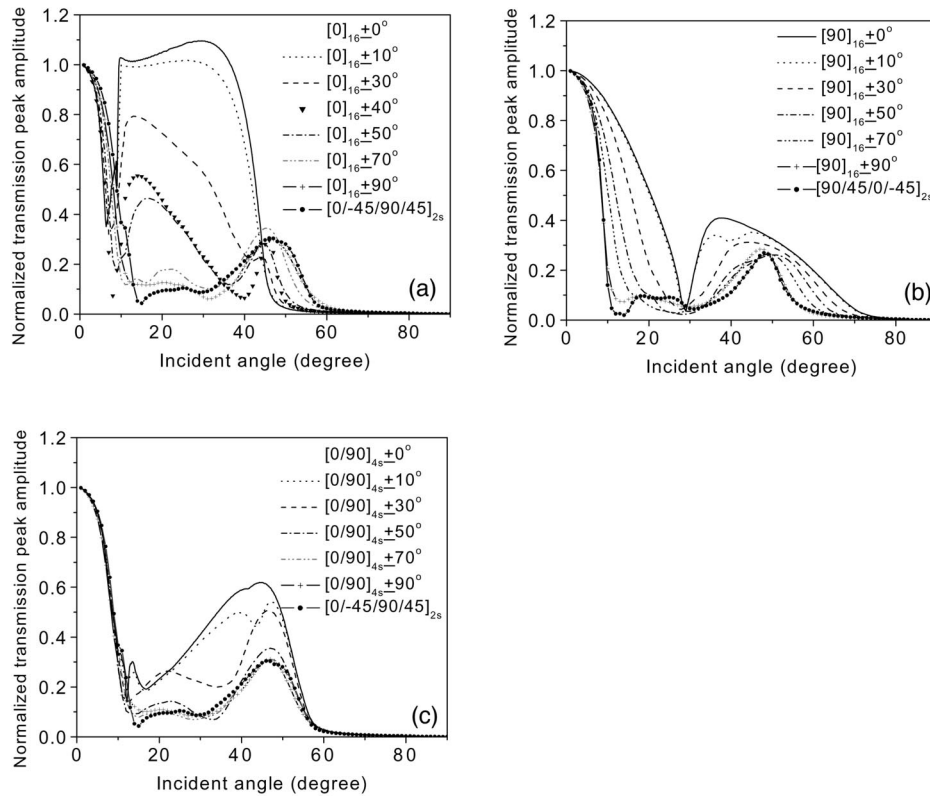 Normalized transmission peak amplitude
1.2
1.0
0.8
0.6
0.4
0.2
0.0
0 20 40 60 80
Incident angle (degree)
[0]16±0°
[0]16±10°
[0]16±30°
[0]16±40°
[0]16±50°
[0]16±70°
[0]16±90°
[0/-45/90/45]2s
(a)
Normalized transmission peak amplitude
1.2
1.0
0.8
0.6
0.4
0.2
0.0
0 20 40 60 80
Incident angle (degree)
[90]16±0°
[90]16±10°
[90]16±30°
[90]16±50°
[90]16±70°
[90]16±90°
[90/45/0/-45]2s
(b)
Normalized transmission peak amplitude
1.2
1.0
0.8
0.6
0.4
0.2
0.0
0 20 40 60 80
Incident angle (degree)
[0/90]4s±0°
[0/90]4s±10°
[0/90]4s±30°
[0/90]4s±50°
[0/90]4s±70°
[0/90]4s±90°
[0/-45/90/45]2s
(c)